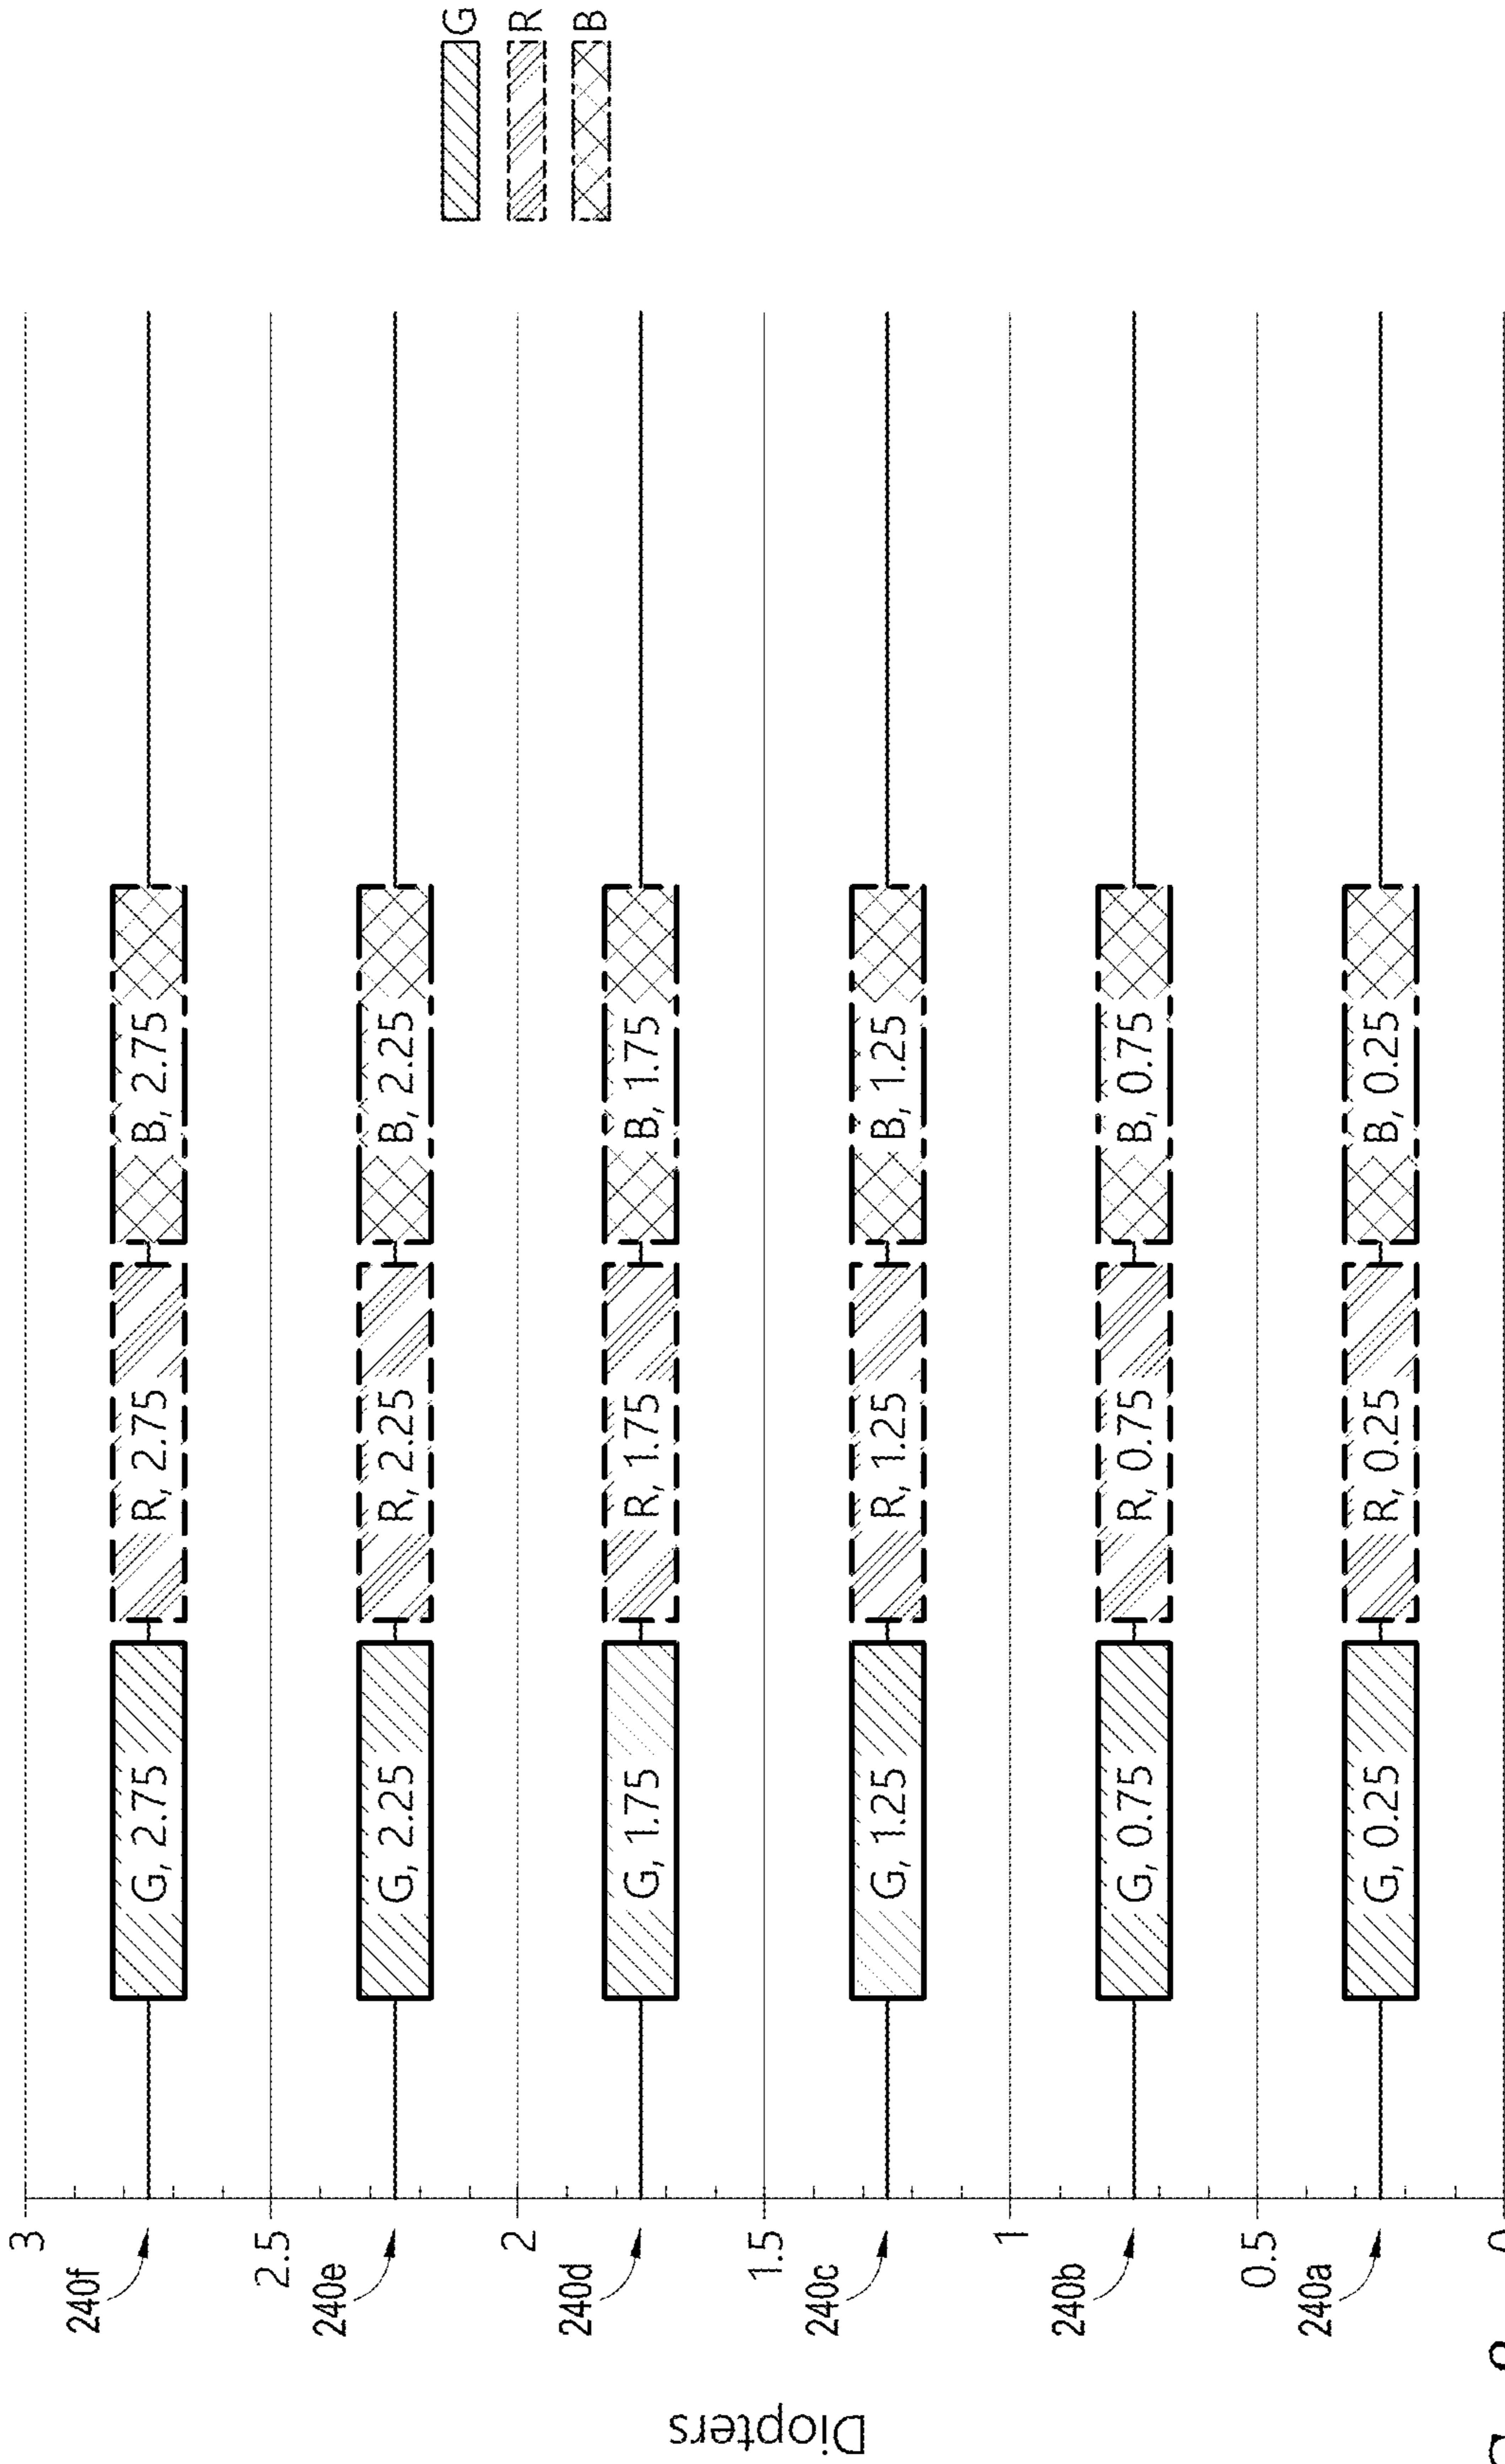 Diopters
3
240f
G, 2.75
R, 2.75
B, 2.75
2.5
240e
G, 2.25
R, 2.25
B, 2.25
2
240d
G, 1.75
R, 1.75
B, 1.75
1.5
240c
G, 1.25
R, 1.25
B, 1.25
1
240b
G, 0.75
R, 0.75
B, 0.75
0.5
240a
G, 0.25
R, 0.25
B, 0.25
0
G
R
B